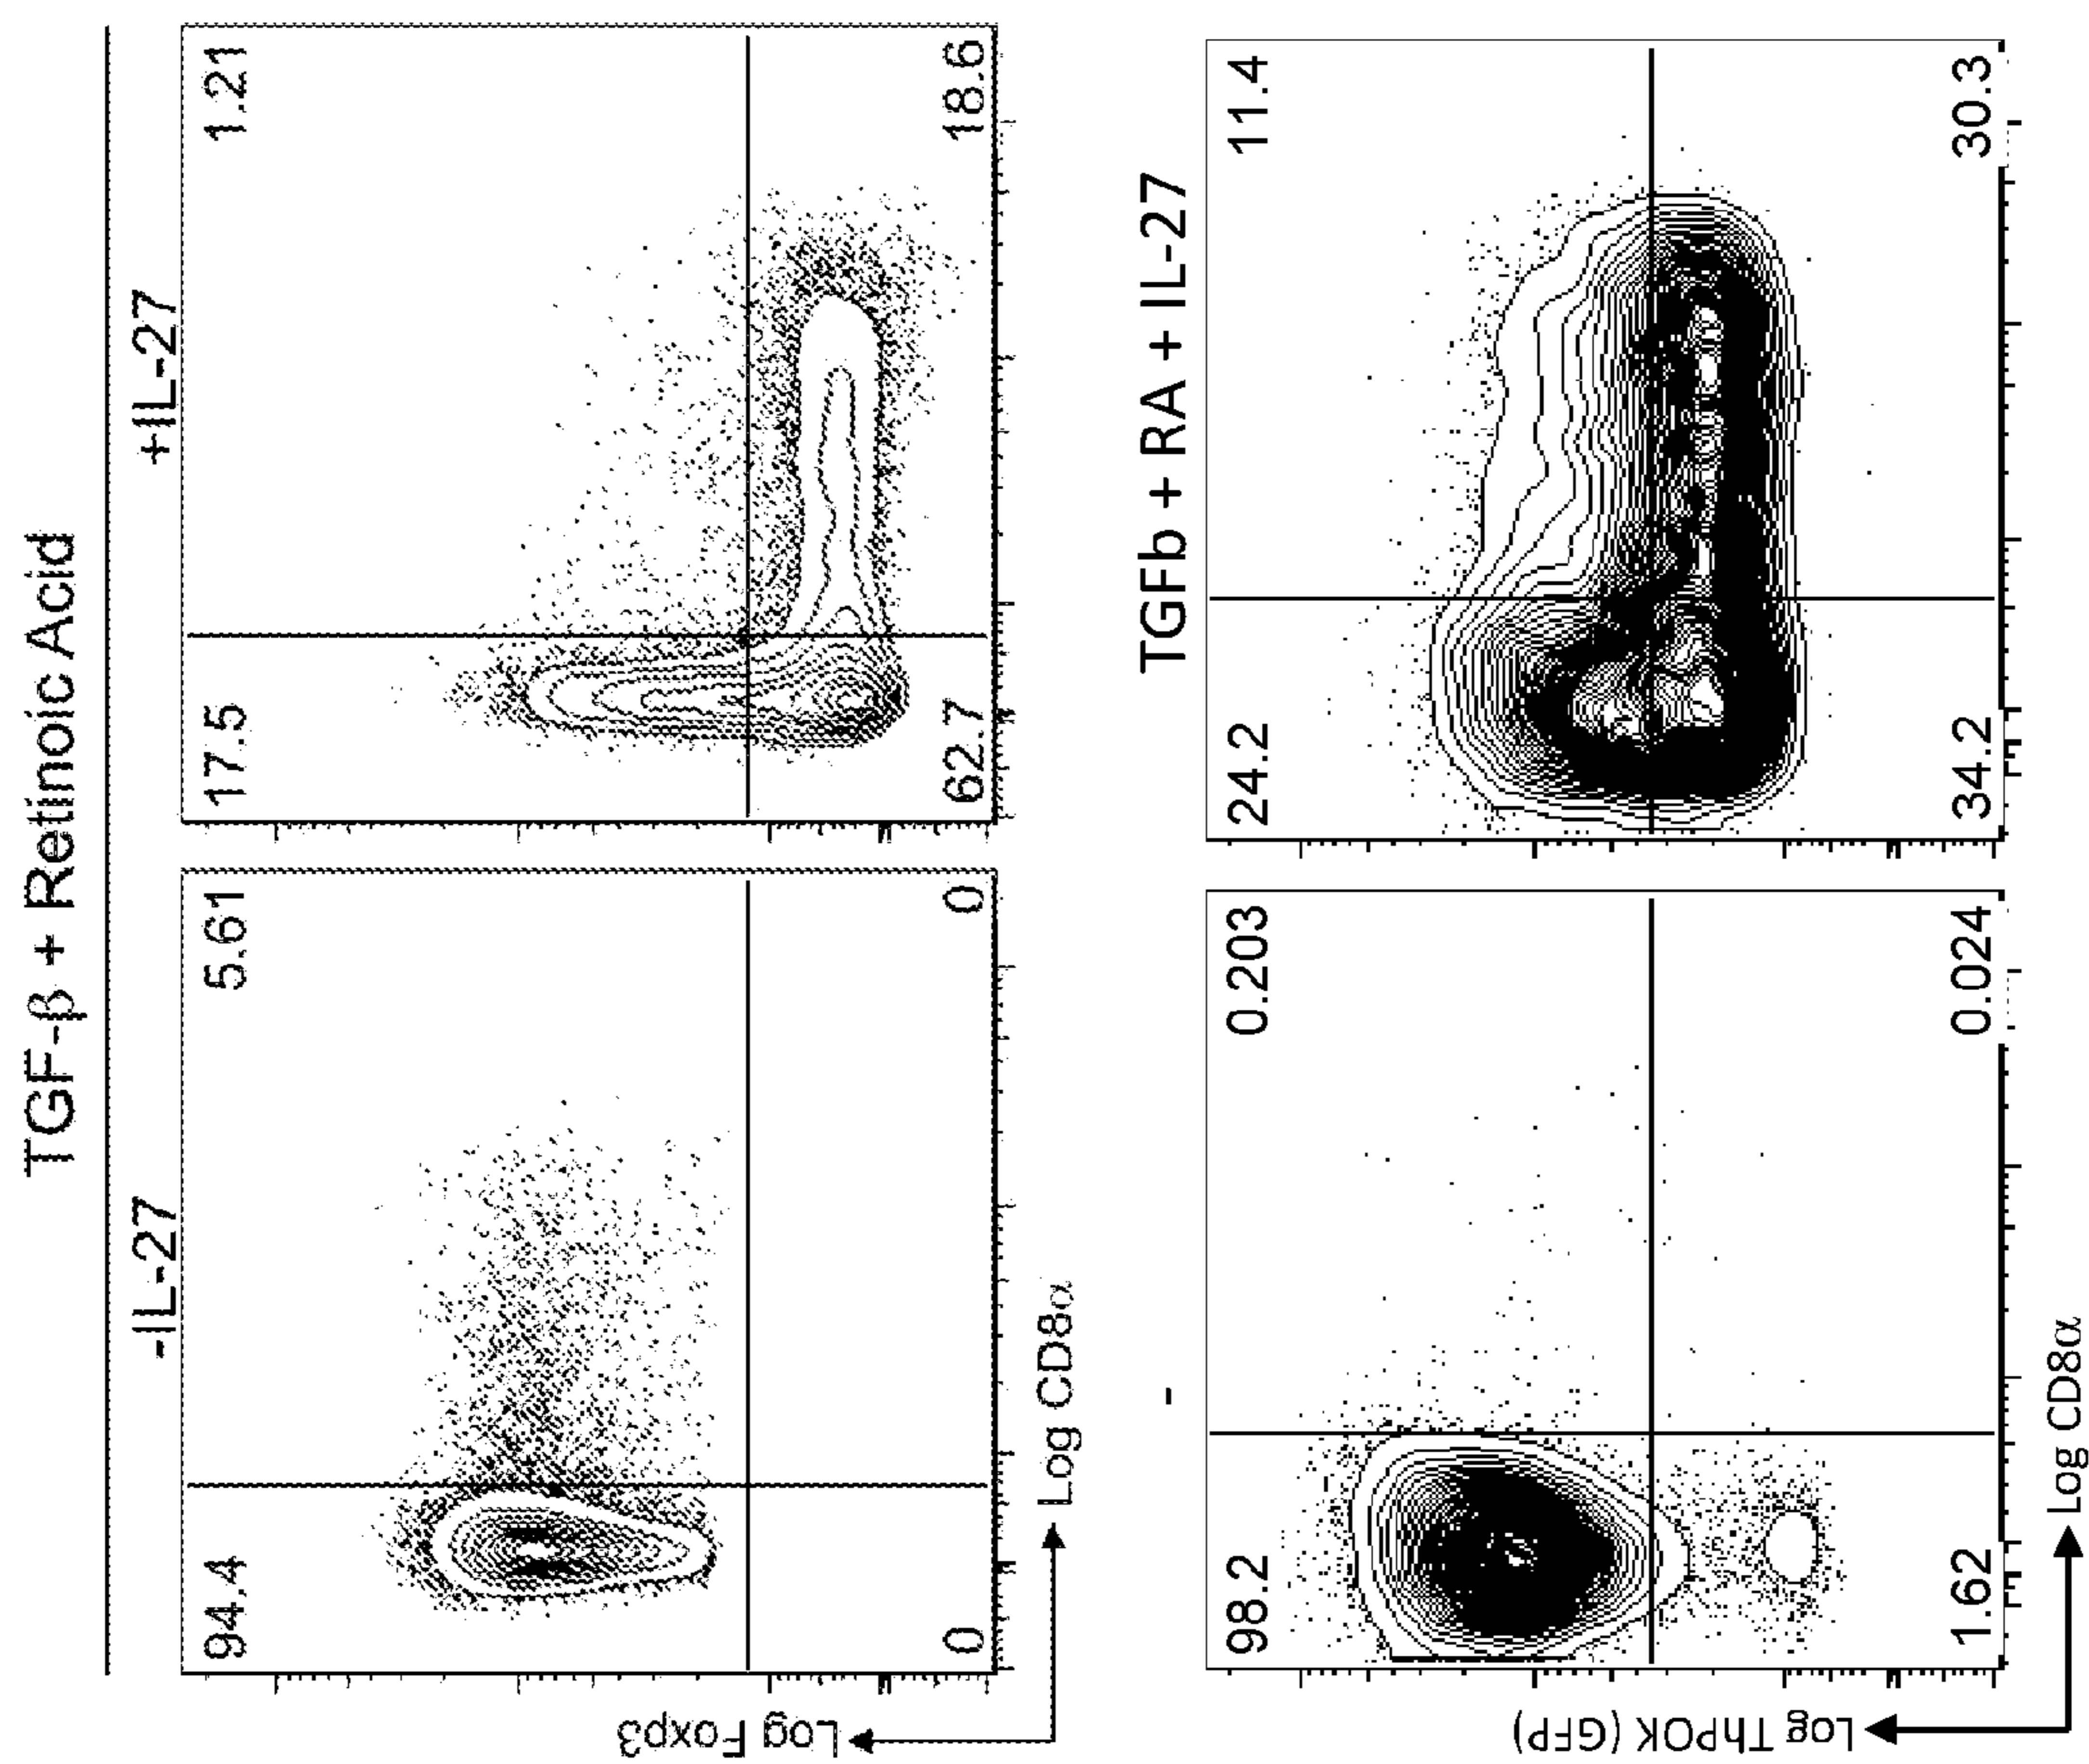 TGF-β + Retinoic Acid
-IL-27
+IL-27
94.4
5.61
17.5
1.21
0
0
62.7
18.6
Log Foxp3
Log CD8α
-
TGFb + RA + IL-27
98.2
0.203
24.2
11.4
1.62
0.024
34.2
30.3
Log ThPOK (GFP)
Log CD8α